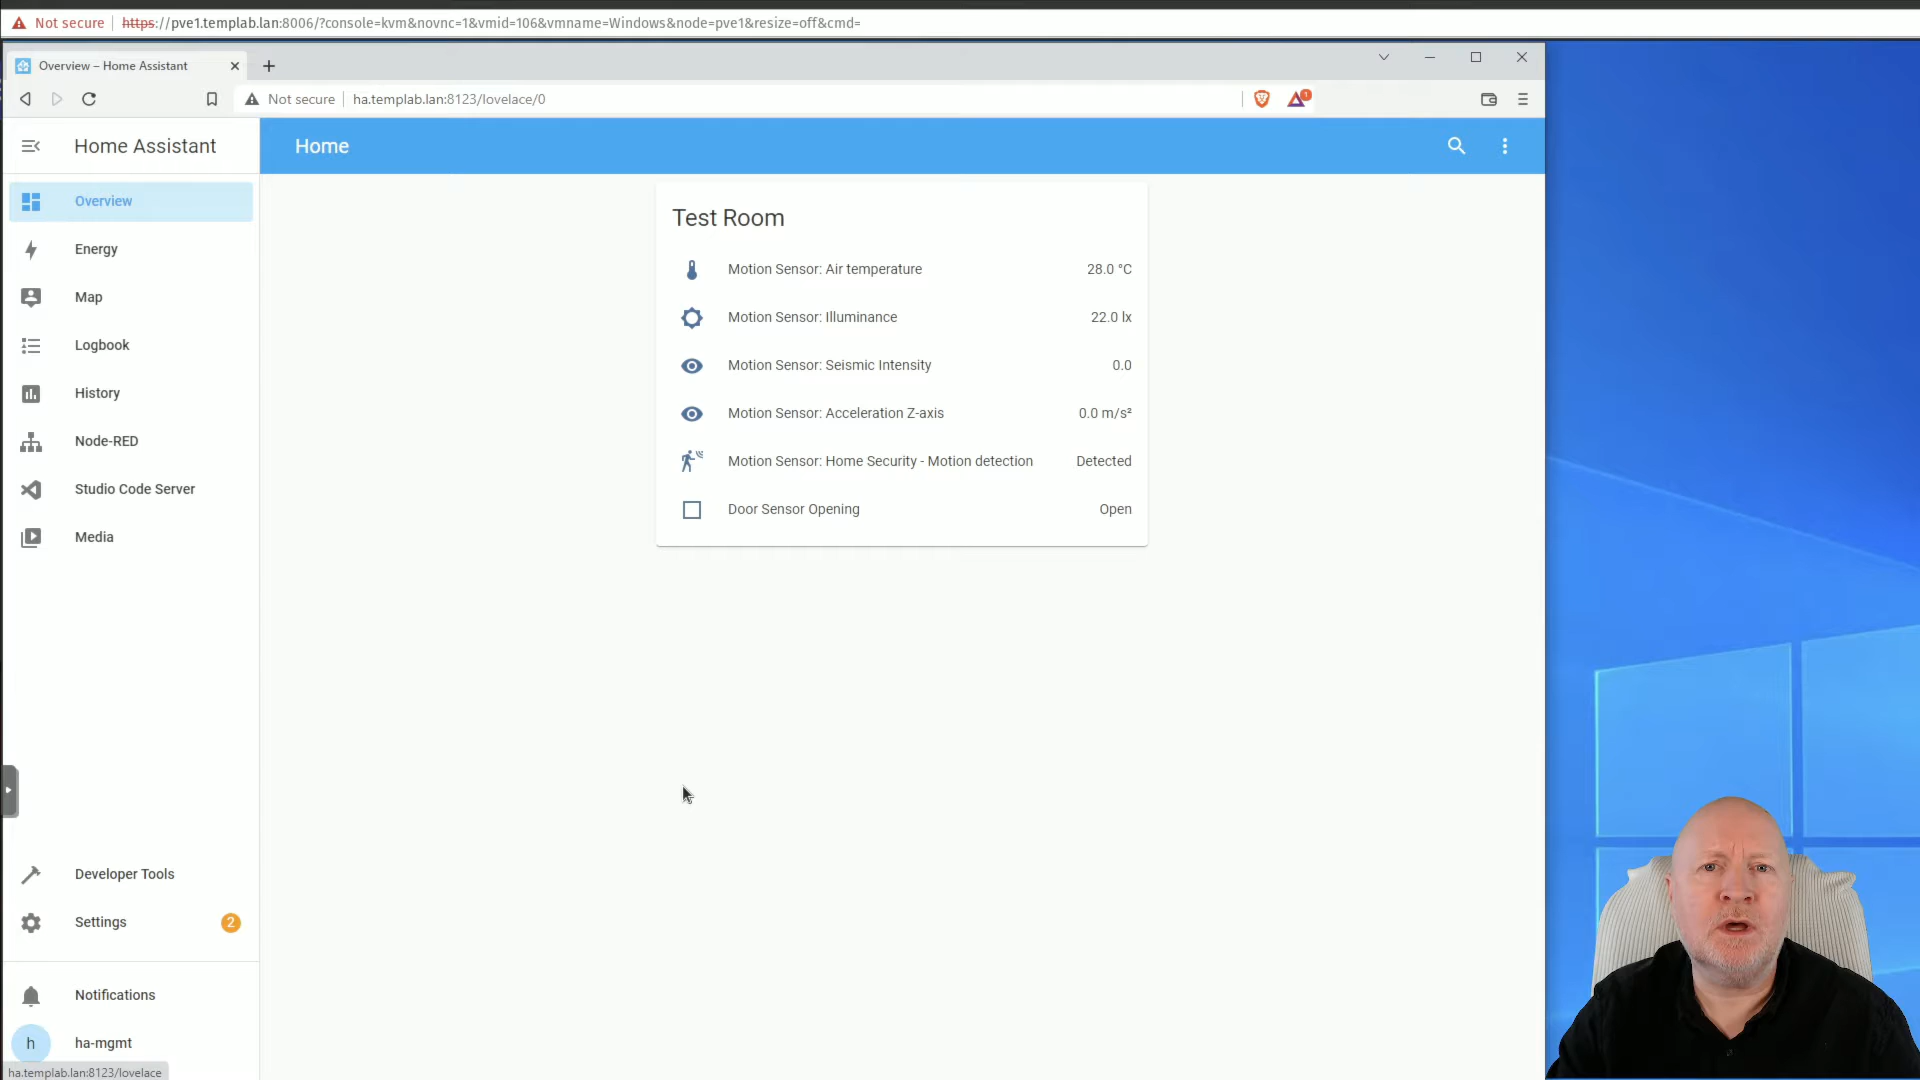 Not secure https://pve1.templab.lan:8006/?console=kvm&novnc=1&vmid=106&vmname=Windows&node=pve1&resize=off&cmd=
Overview – Home Assistant
Not secure ha.templab.lan:8123/lovelace/0
1
Home Assistant
Home
Overview
Energy
Map
Logbook
History
Node-RED
Studio Code Server
Media
Test Room
Motion Sensor: Air temperature 28.0 °C
Motion Sensor: Illuminance 22.0 lx
Motion Sensor: Seismic Intensity 0.0
Motion Sensor: Acceleration Z-axis 0.0 m/s²
Motion Sensor: Home Security - Motion detection Detected
Door Sensor Opening Open
Developer Tools
Settings 2
Notifications
h ha-mgmt
ha.templab.lan:8123/lovelace